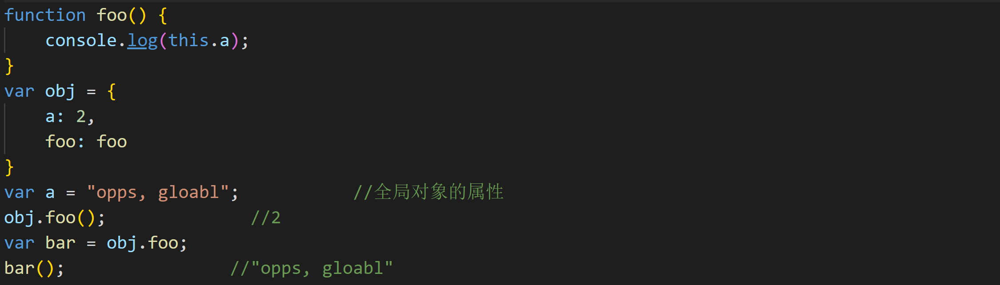 function foo() {
    console.log(this.a);
}
var obj = {
    a: 2,
    foo: foo
}
var a = "opps, gloabl";           //全局对象的属性
obj.foo();              //2
var bar = obj.foo;
bar();                //"opps, gloabl"